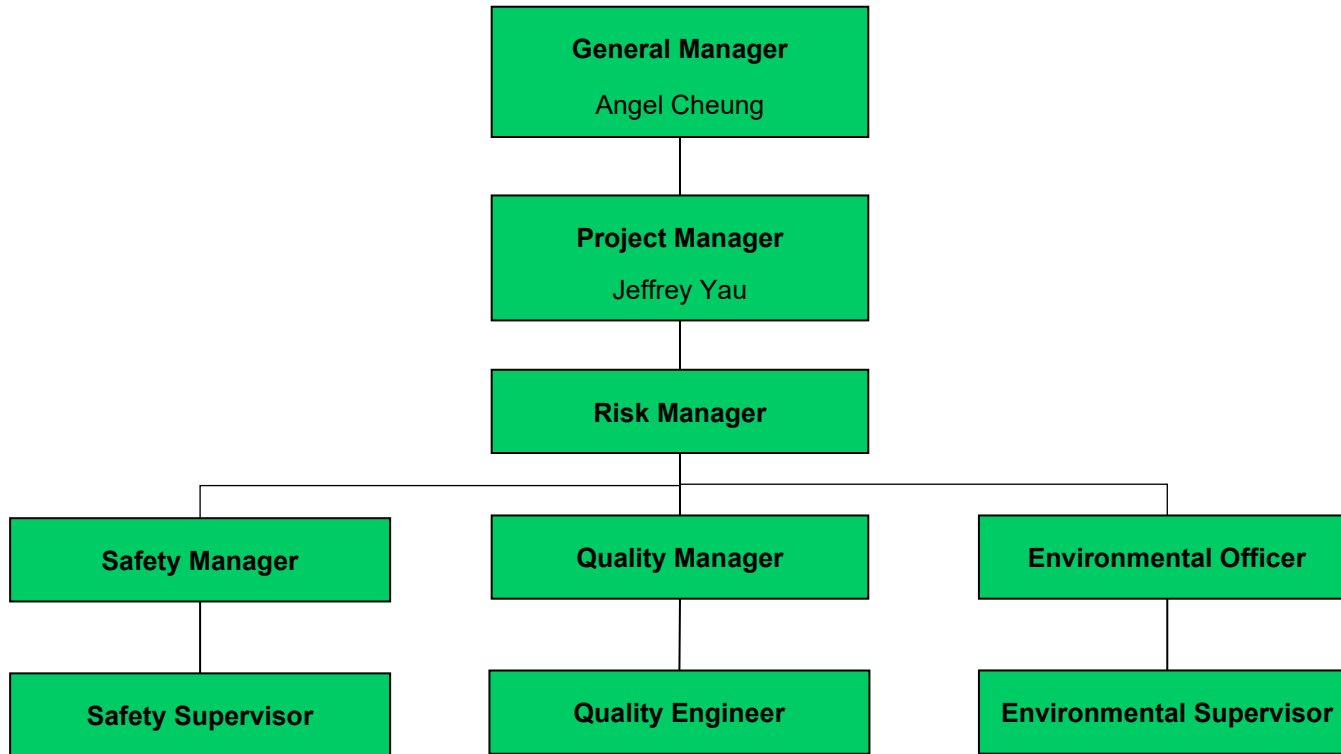 General Manager
Angel Cheung
Project Manager
Jeffrey Yau
Risk Manager
Safety Manager
Quality Manager
Environmental Officer
Safety Supervisor
Quality Engineer
Environmental Supervisor